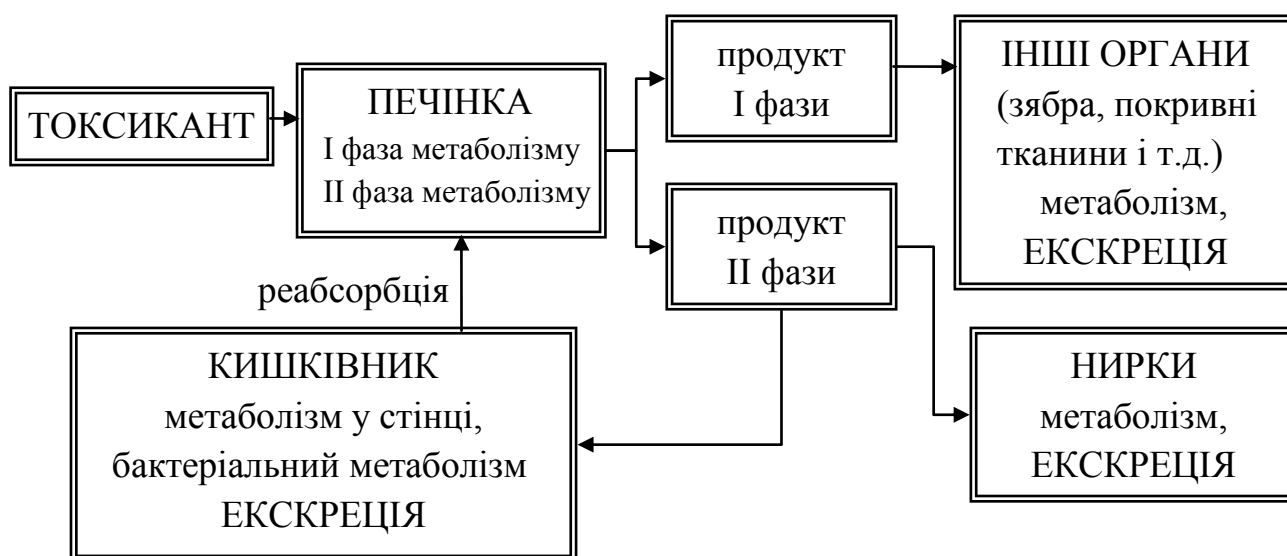 ТОКСИКАНТ
ПЕЧІНКА
І фаза метаболізму
ІІ фаза метаболізму
продукт
І фази
ІНШІ ОРГАНИ
(зябра, покривні
тканини і т.д.)
метаболізм,
ЕКСКРЕЦІЯ
продукт
ІІ фази
реабсорбція
КИШКІВНИК
метаболізм у стінці,
бактеріальний метаболізм
ЕКСКРЕЦІЯ
НИРКИ
метаболізм,
ЕКСКРЕЦІЯ